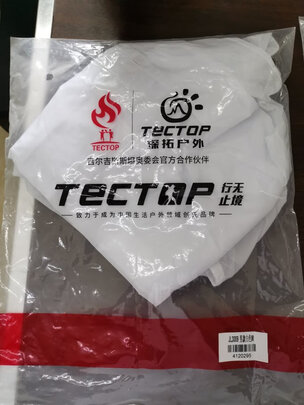 TECTOP
TECTOP
探拓户外
吉尔吉斯斯坦奥委会官方合作伙伴
TECTOP 行无止境
致力于成为中国生活户外领域领先品牌
4120295